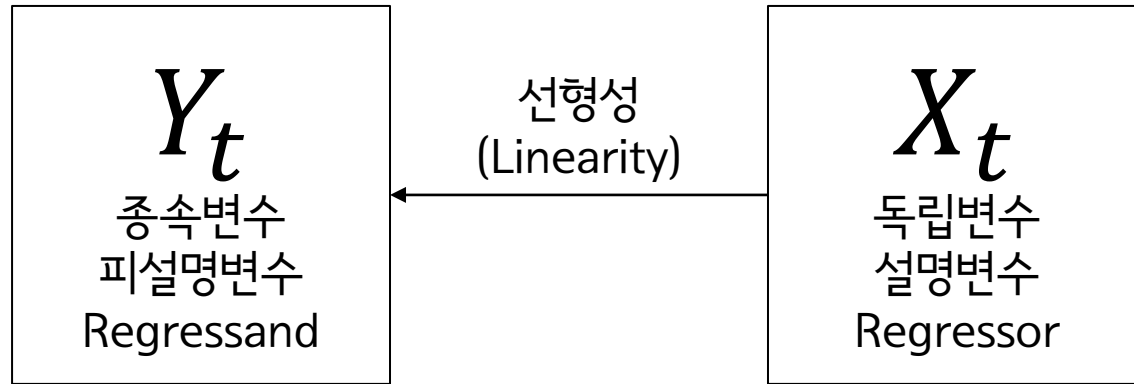 Y_t
종속변수
피설명변수
Regressand
선형성
(Linearity)
X_t
독립변수
설명변수
Regressor